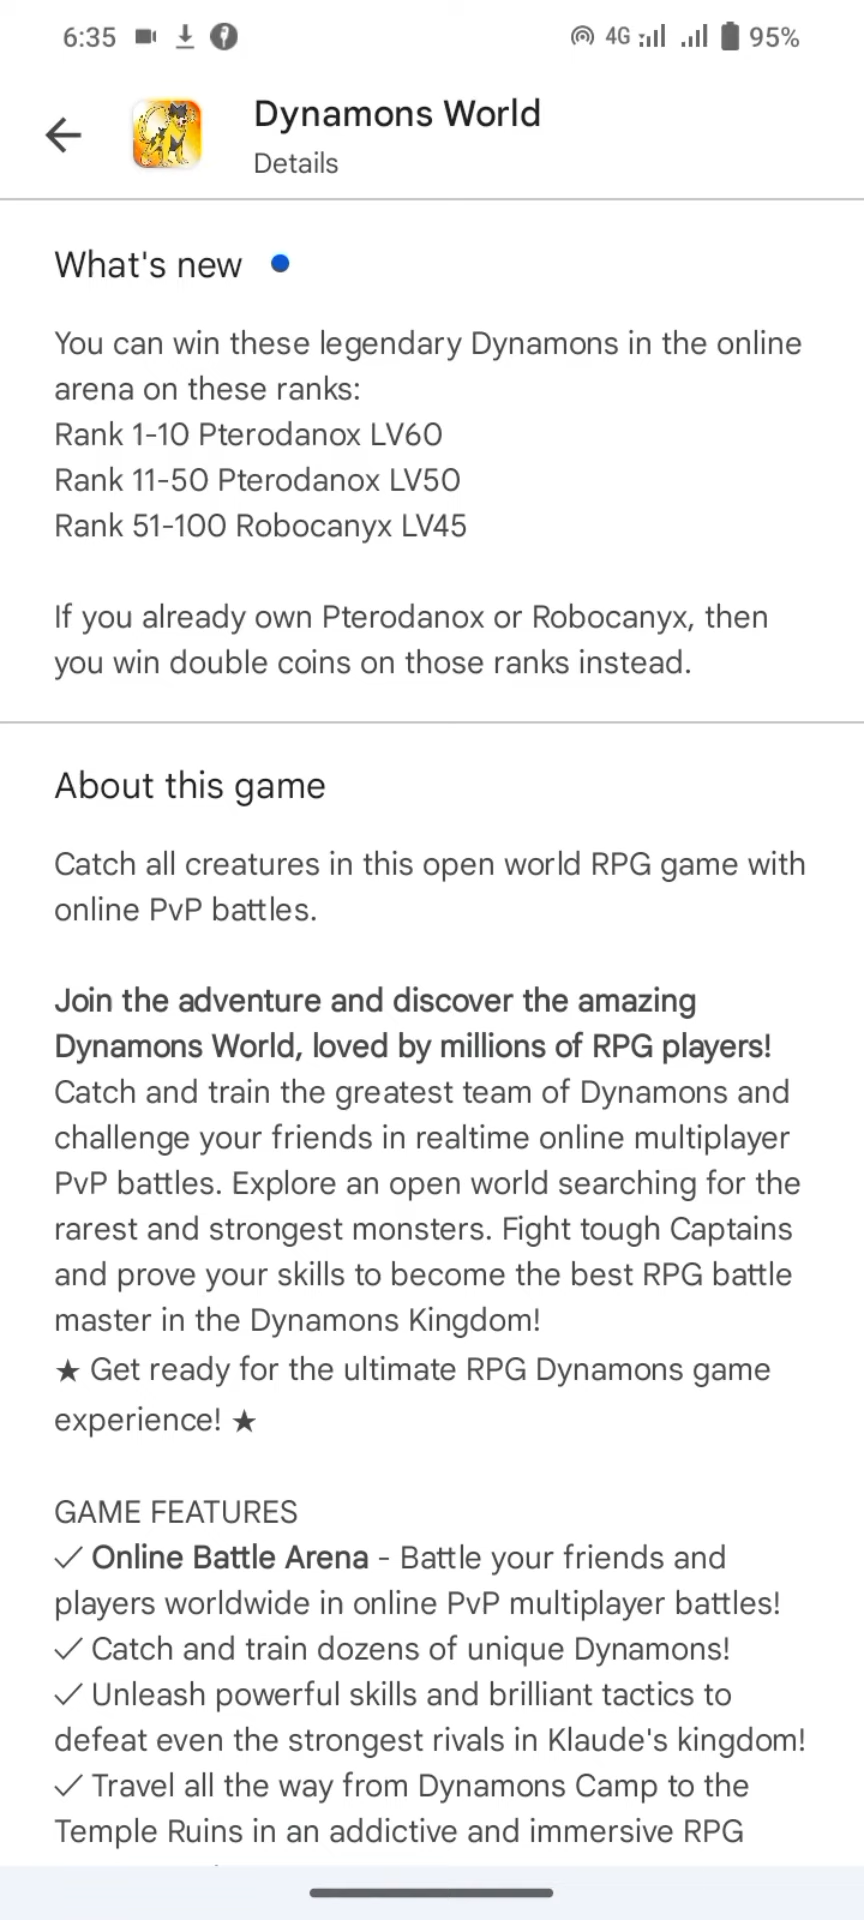 6:35
4G
95%
Dynamons World
Details
What's new
You can win these legendary Dynamons in the online
arena on these ranks:
Rank 1-10 Pterodanox LV60
Rank 11-50 Pterodanox LV50
Rank 51-100 Robocanyx LV45
If you already own Pterodanox or Robocanyx, then
you win double coins on those ranks instead.
About this game
Catch all creatures in this open world RPG game with
online PvP battles.
Join the adventure and discover the amazing
Dynamons World, loved by millions of RPG players!
Catch and train the greatest team of Dynamons and
challenge your friends in realtime online multiplayer
PvP battles. Explore an open world searching for the
rarest and strongest monsters. Fight tough Captains
and prove your skills to become the best RPG battle
master in the Dynamons Kingdom!
★ Get ready for the ultimate RPG Dynamons game
experience! ★
GAME FEATURES
✓ Online Battle Arena - Battle your friends and
players worldwide in online PvP multiplayer battles!
✓ Catch and train dozens of unique Dynamons!
✓ Unleash powerful skills and brilliant tactics to
defeat even the strongest rivals in Klaude's kingdom!
✓ Travel all the way from Dynamons Camp to the
Temple Ruins in an addictive and immersive RPG